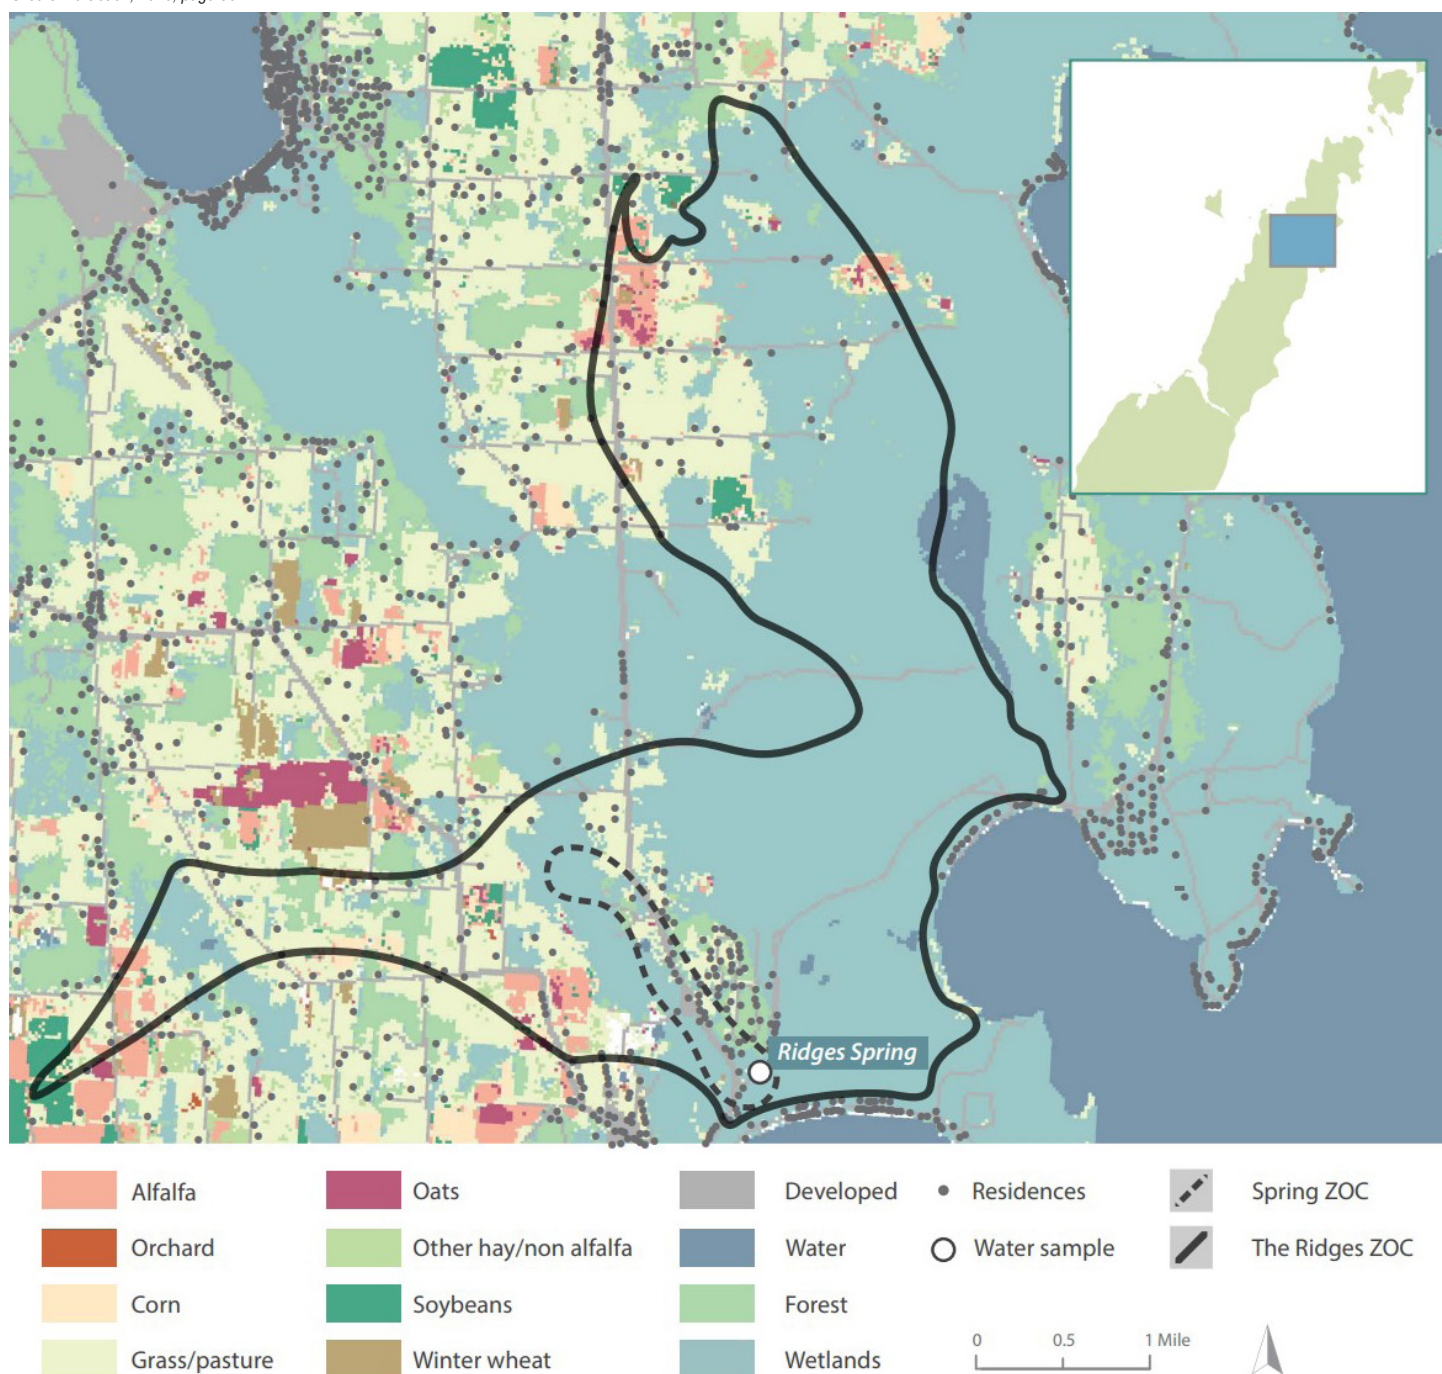 Ridges Spring
Alfalfa
Oats
Developed
Residences
Spring ZOC
Orchard
Other hay/non alfalfa
Water
Water sample
The Ridges ZOC
Corn
Soybeans
Forest
Grass/pasture
Winter wheat
Wetlands
0 0.5 1 Mile